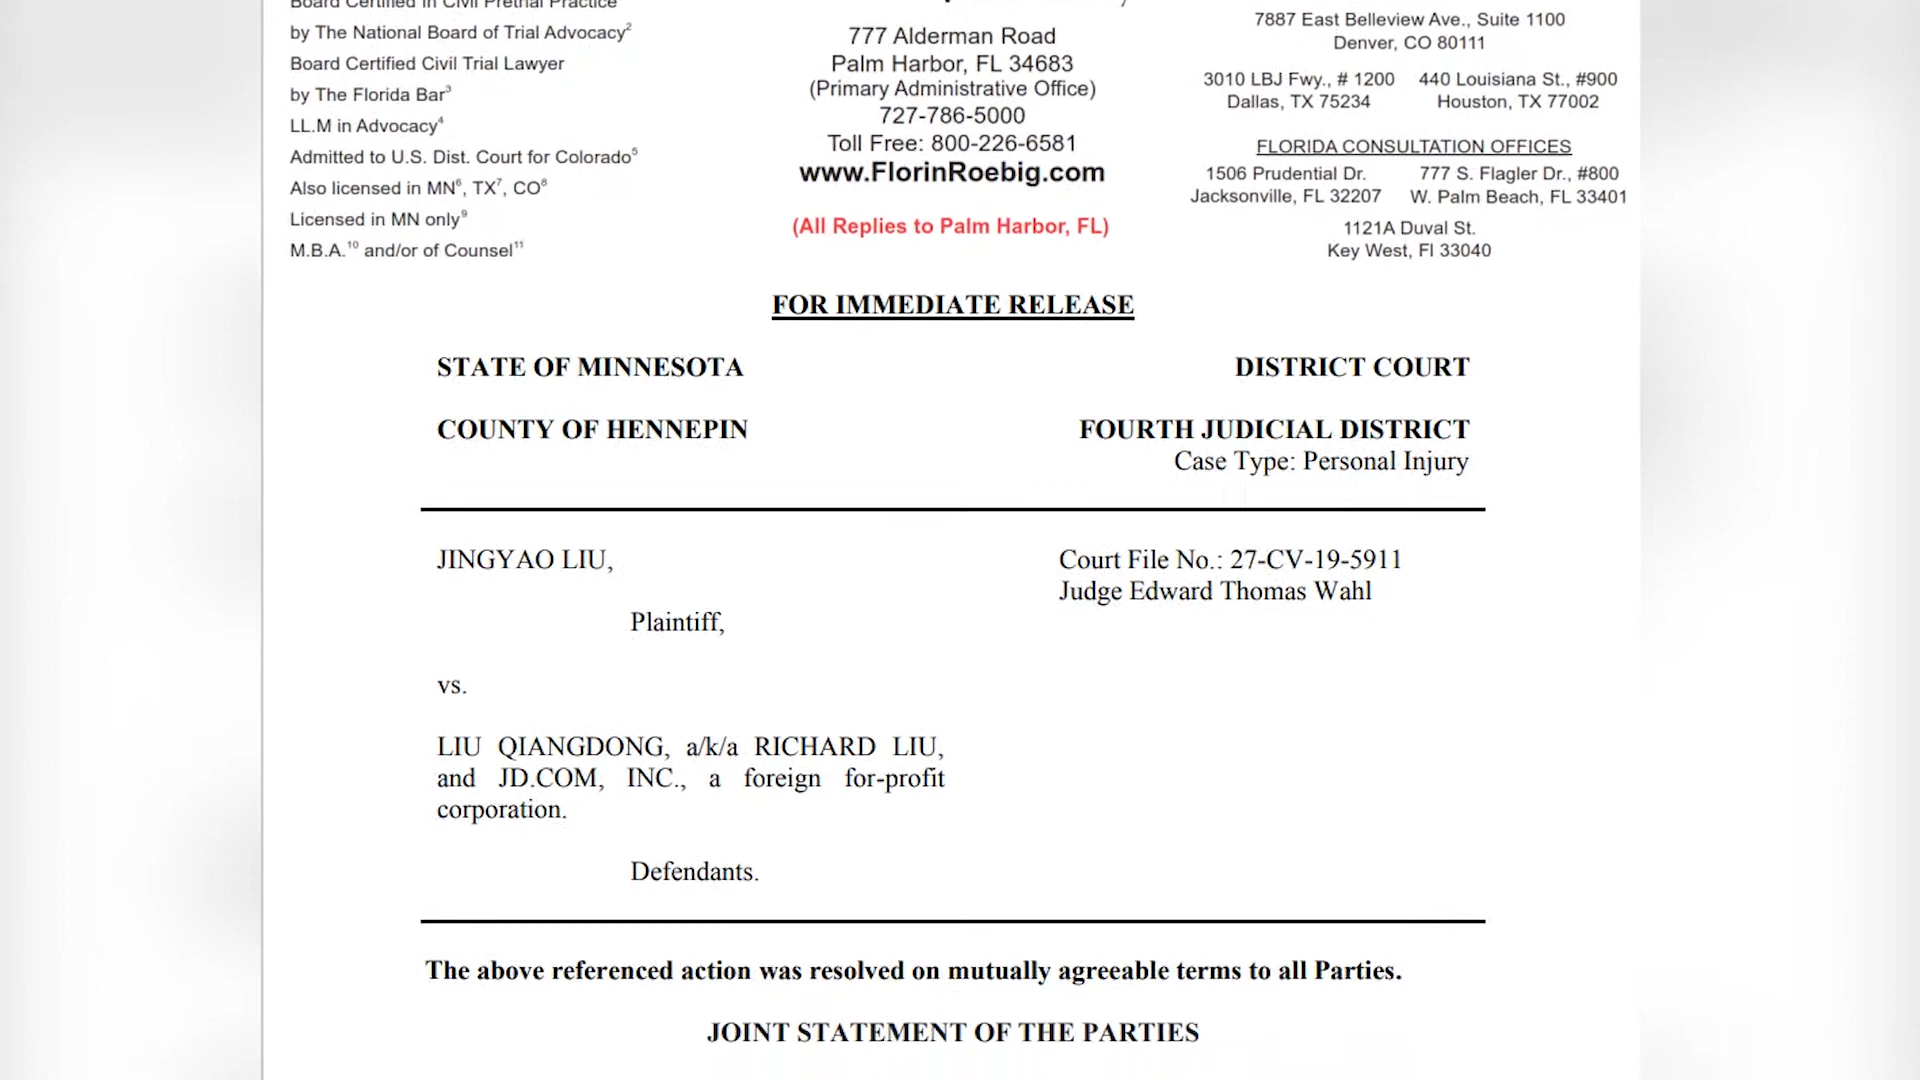 Board Certified in Civil Pretrial Practice
by The National Board of Trial Advocacy²
Board Certified Civil Trial Lawyer
by The Florida Bar³
LL.M in Advocacy⁴
Admitted to U.S. Dist. Court for Colorado⁵
Also licensed in MN⁶, TX⁷, CO⁸
Licensed in MN only⁹
M.B.A.¹⁰ and/or of Counsel¹¹
777 Alderman Road
Palm Harbor, FL 34683
(Primary Administrative Office)
727-786-5000
Toll Free: 800-226-6581
www.FlorinRoebig.com
(All Replies to Palm Harbor, FL)
7887 East Belleview Ave., Suite 1100
Denver, CO 80111
3010 LBJ Fwy., # 1200 440 Louisiana St., #900
Dallas, TX 75234 Houston, TX 77002
FLORIDA CONSULTATION OFFICES
1506 Prudential Dr. 777 S. Flagler Dr., #800
Jacksonville, FL 32207 W. Palm Beach, FL 33401
1121A Duval St.
Key West, Fl 33040
FOR IMMEDIATE RELEASE
STATE OF MINNESOTA DISTRICT COURT
COUNTY OF HENNEPIN FOURTH JUDICIAL DISTRICT
Case Type: Personal Injury
JINGYAO LIU, Court File No.: 27-CV-19-5911
Judge Edward Thomas Wahl
Plaintiff,
vs.
LIU QIANGDONG, a/k/a RICHARD LIU,
and JD.COM, INC., a foreign for-profit
corporation.
Defendants.
The above referenced action was resolved on mutually agreeable terms to all Parties.
JOINT STATEMENT OF THE PARTIES